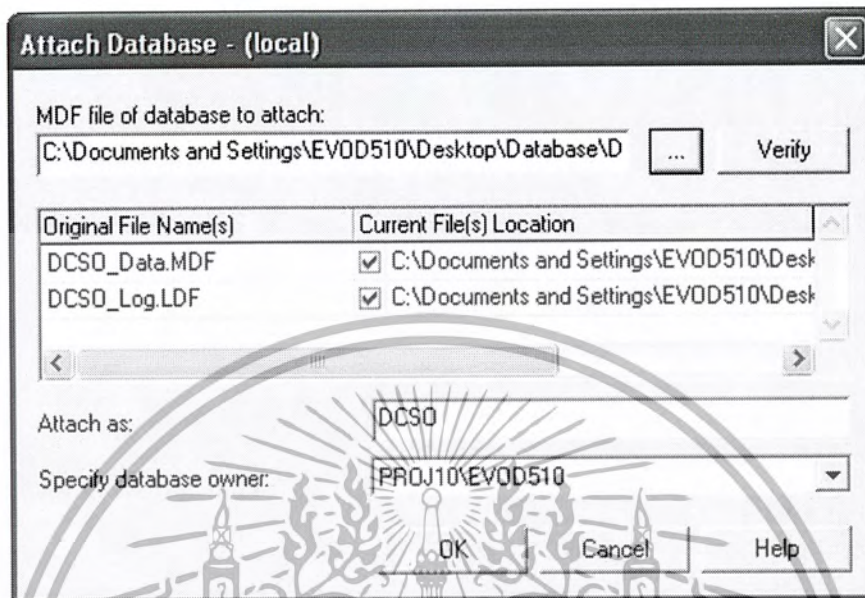 Attach Database - (local)
MDF file of database to attach:
C:\Documents and Settings\EVOD510\Desktop\Database\D ... Verify
Original File Name(s) Current File(s) Location
DCSO_Data.MDF C:\Documents and Settings\EVOD510\Desk
DCSO_Log.LDF C:\Documents and Settings\EVOD510\Desk
Attach as: DCSO
Specify database owner: PROJ10\EVOD510
OK Cancel Help